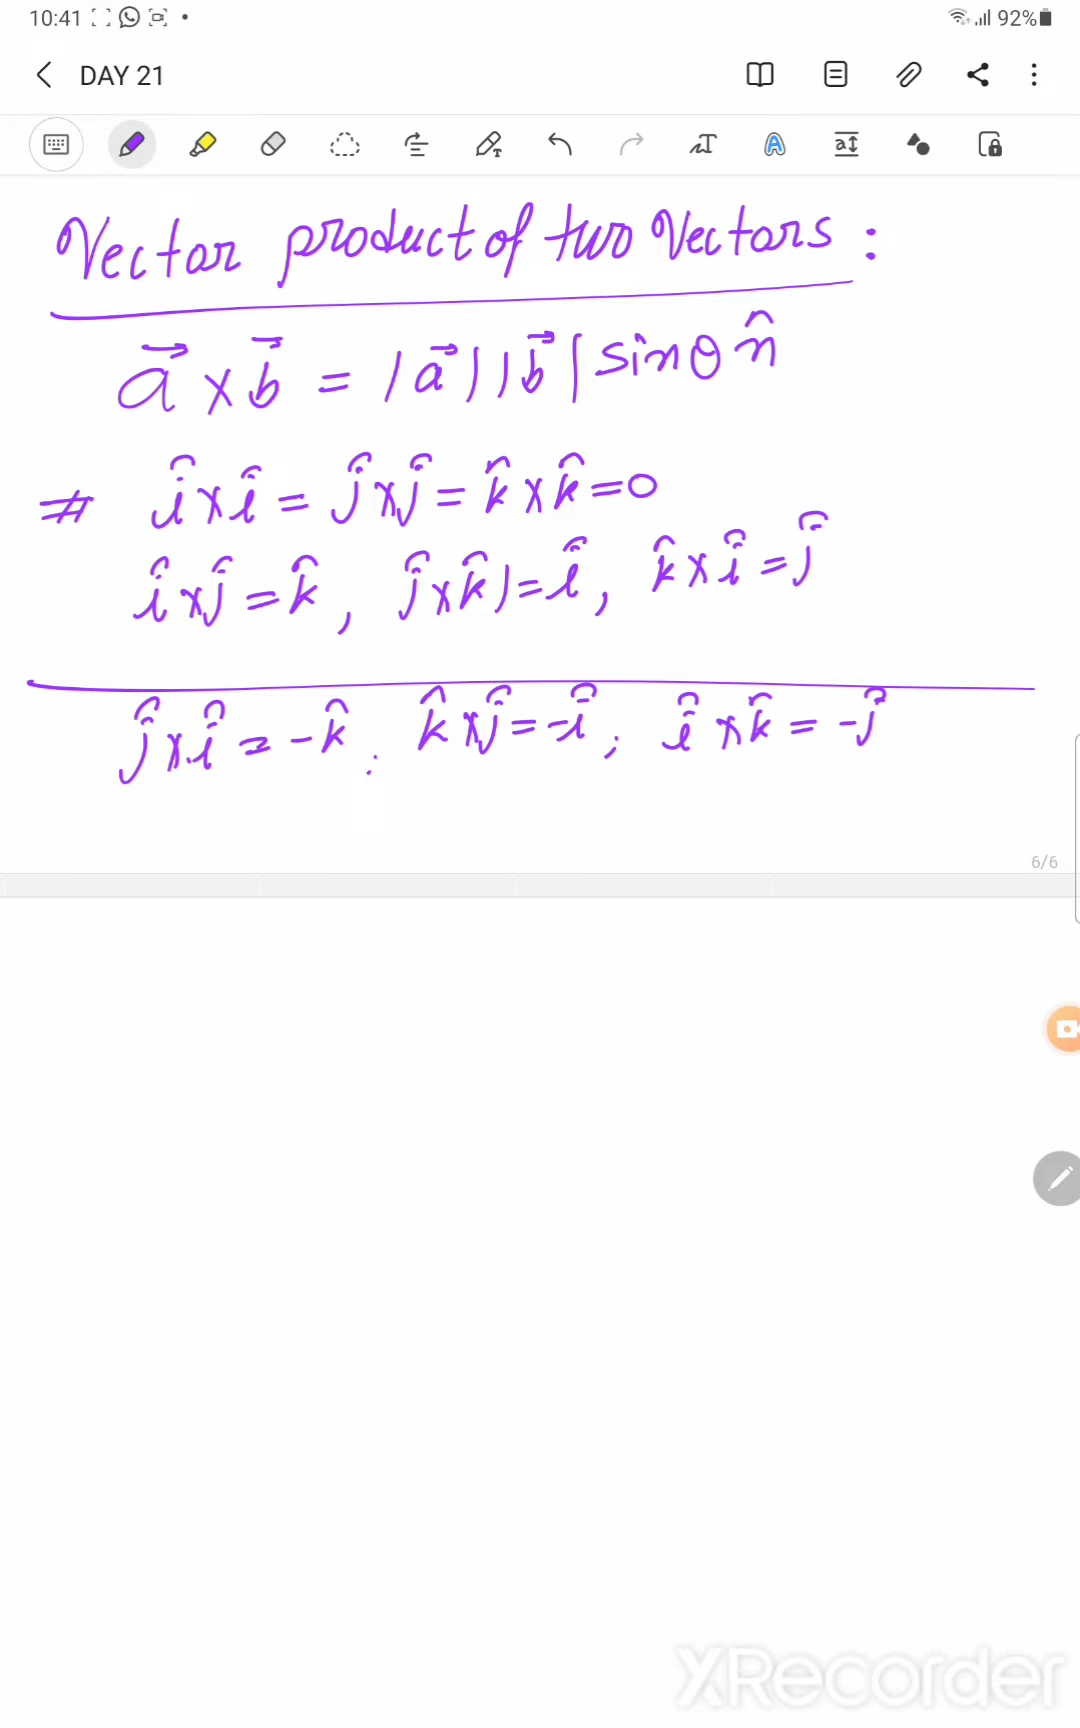 10:41 92%
DAY 21
Vector product of two Vectors :
a⃗ × b⃗ = |a⃗||b⃗| sinθ n̂
# î × î = ĵ × ĵ = k̂ × k̂ = 0
î × ĵ = k̂ , ĵ × k̂ ) = î , k̂ × î = ĵ
ĵ × î = -k̂ ; k̂ × ĵ = -î ; î × k̂ = -ĵ
6/6
XRecorder